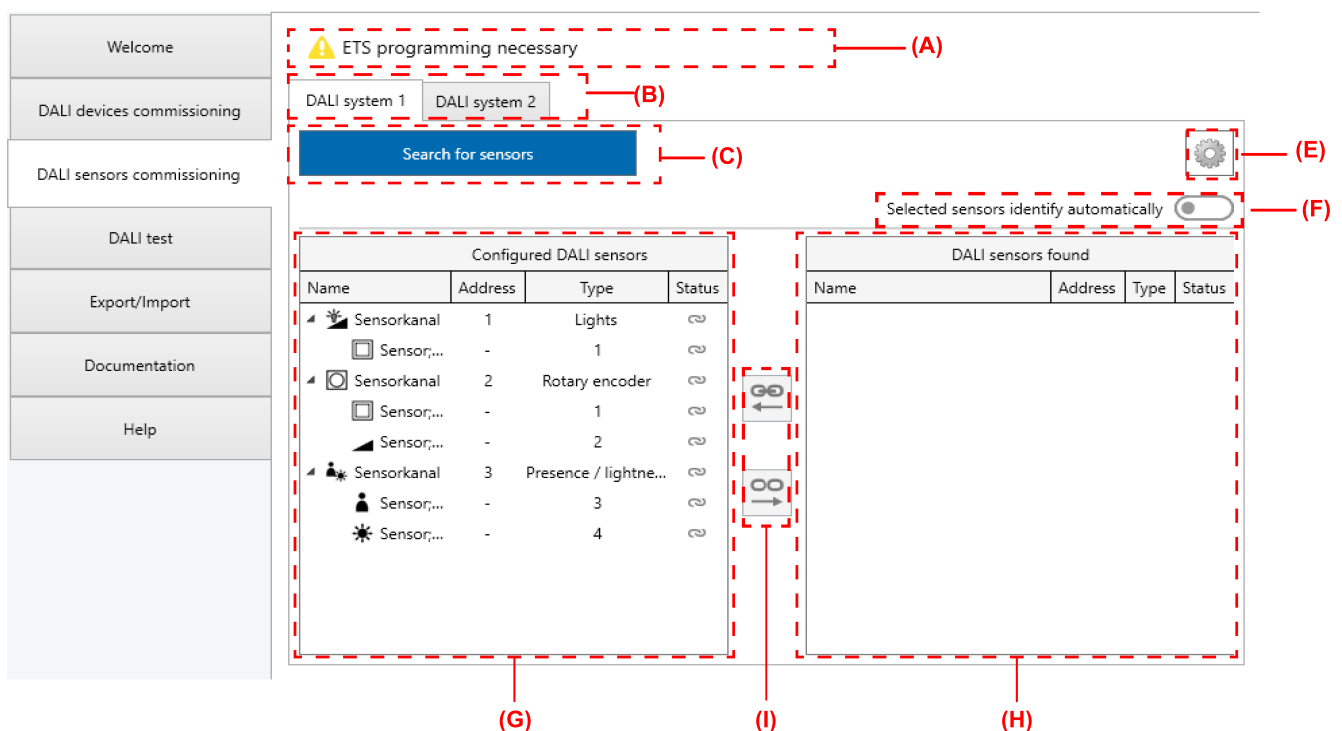 Welcome
DALI devices commissioning
DALI sensors commissioning
DALI test
Export/Import
Documentation
Help
ETS programming necessary
(A)
DALI system 1
DALI system 2
(B)
Search for sensors
(C)
(E)
Selected sensors identify automatically
(F)
Configured DALI sensors
Name Address Type Status
Sensorkanal 1 Lights
Sensor;... - 1
Sensorkanal 2 Rotary encoder
Sensor;... - 1
Sensor;... - 2
Sensorkanal 3 Presence / lightne...
Sensor;... - 3
Sensor;... - 4
DALI sensors found
Name Address Type Status
(G)
(I)
(H)